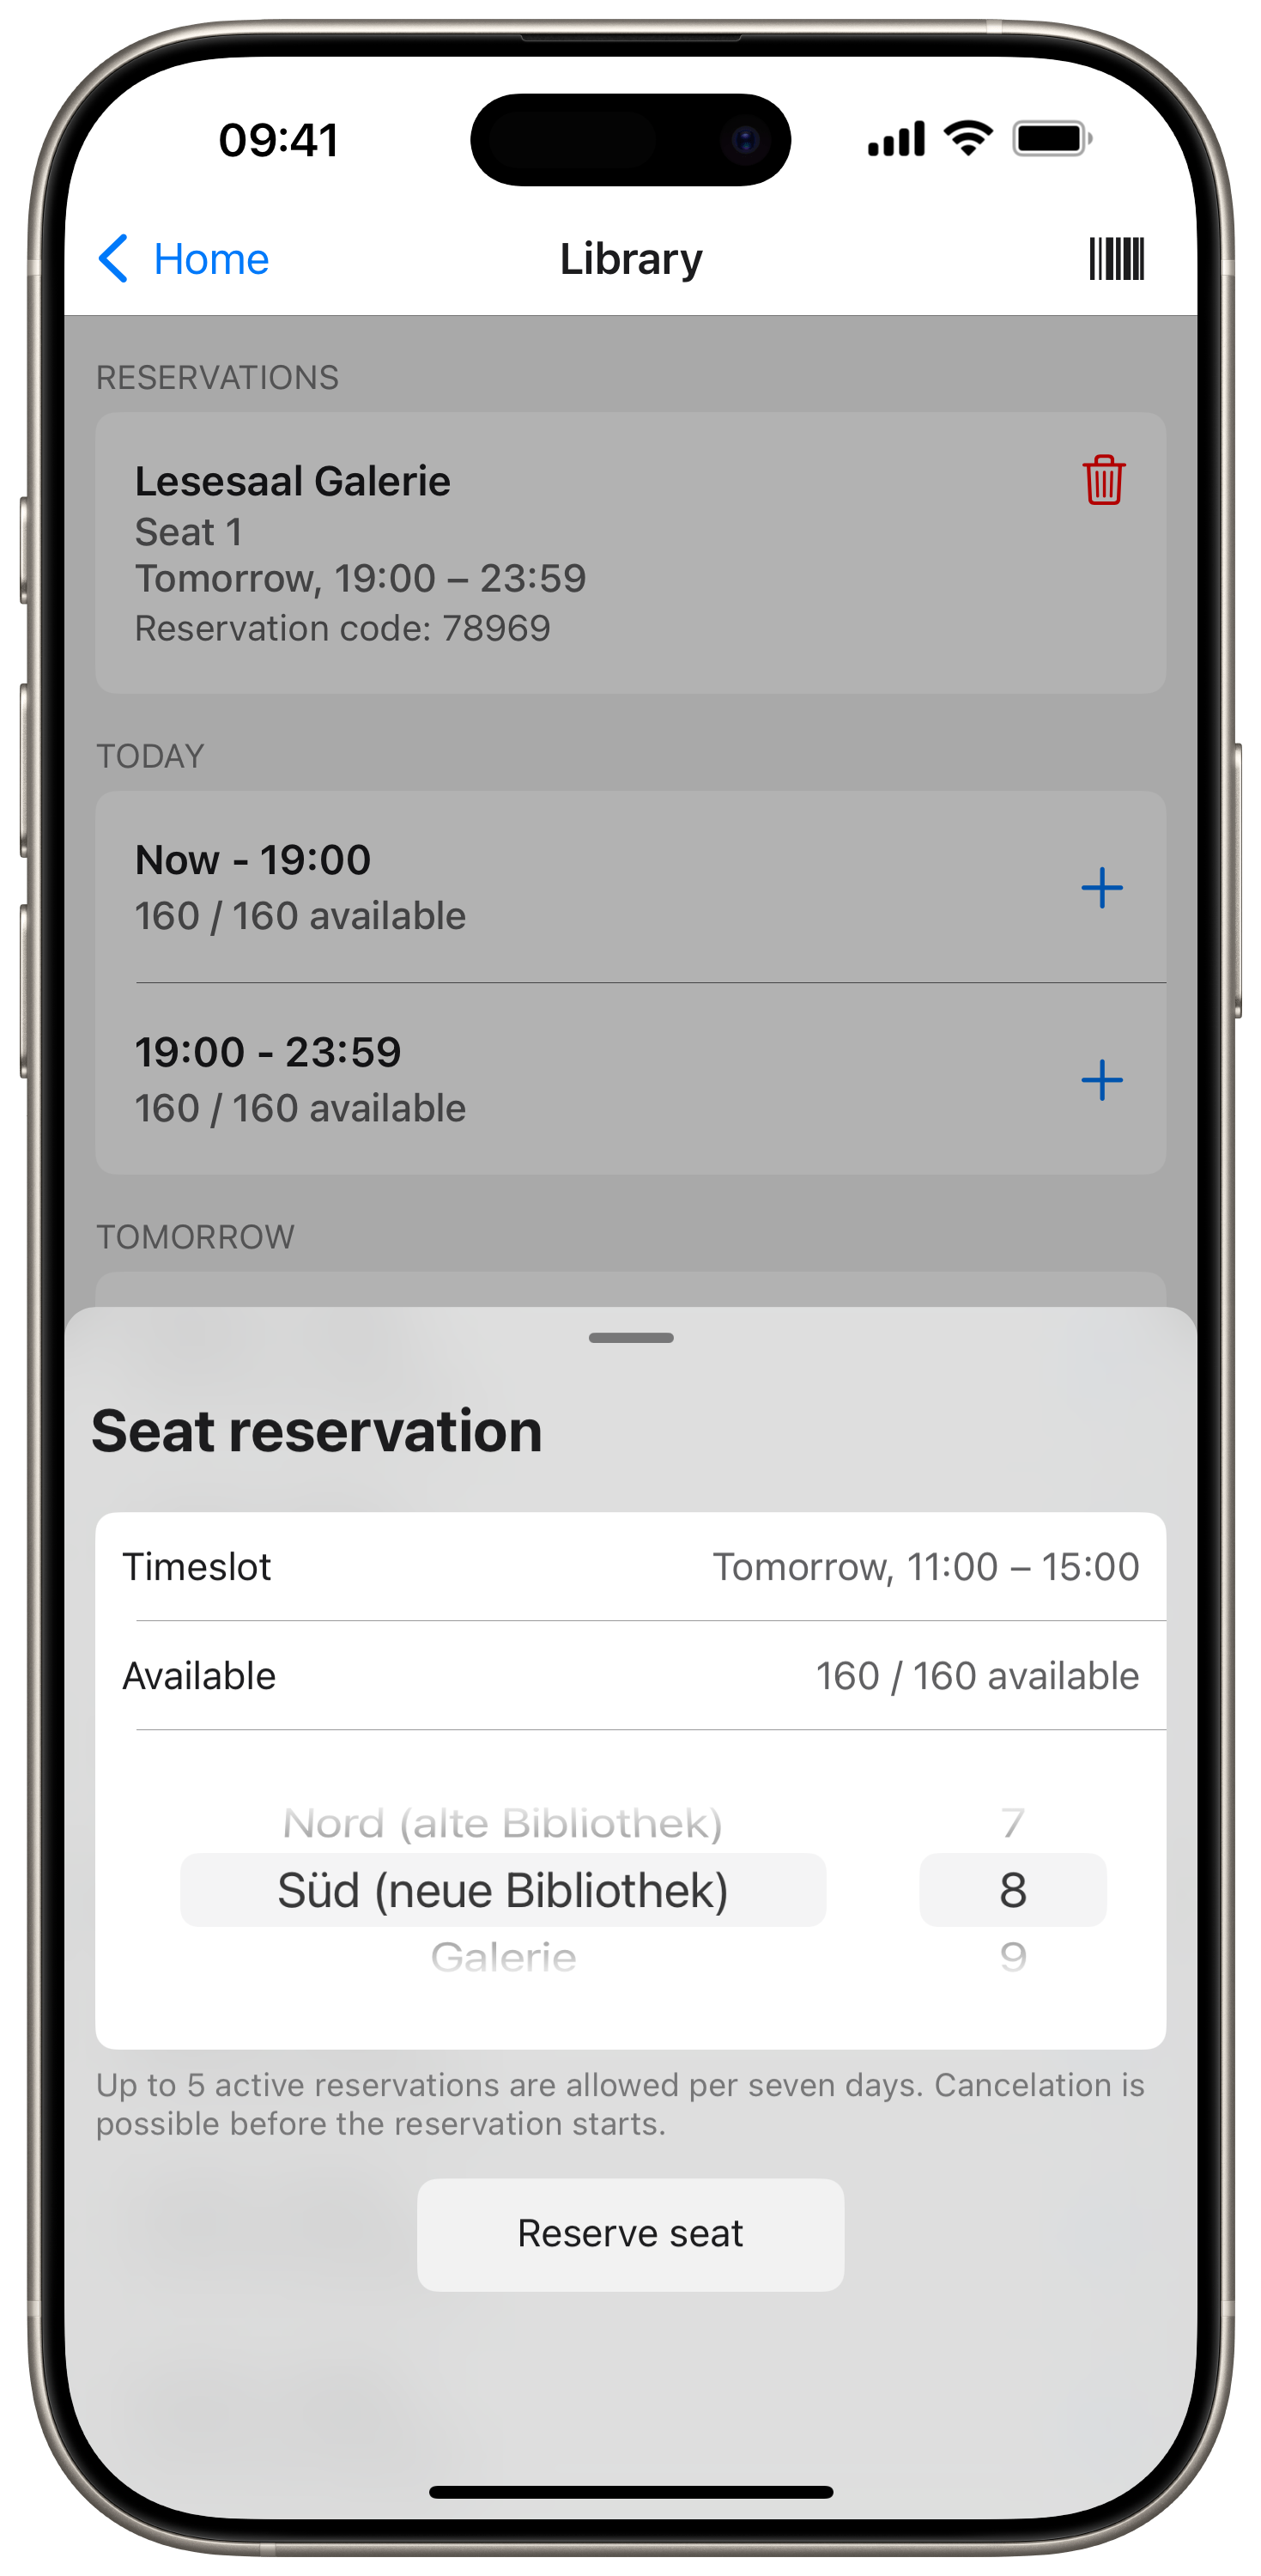 09:41
Home
Library
RESERVATIONS
Lesesaal Galerie
Seat 1
Tomorrow, 19:00 – 23:59
Reservation code: 78969
TODAY
Now - 19:00
160 / 160 available
19:00 - 23:59
160 / 160 available
TOMORROW
Seat reservation
Timeslot
Tomorrow, 11:00 – 15:00
Available
160 / 160 available
Nord (alte Bibliothek)
7
Süd (neue Bibliothek)
8
Galerie
9
Up to 5 active reservations are allowed per seven days. Cancelation is
possible before the reservation starts.
Reserve seat